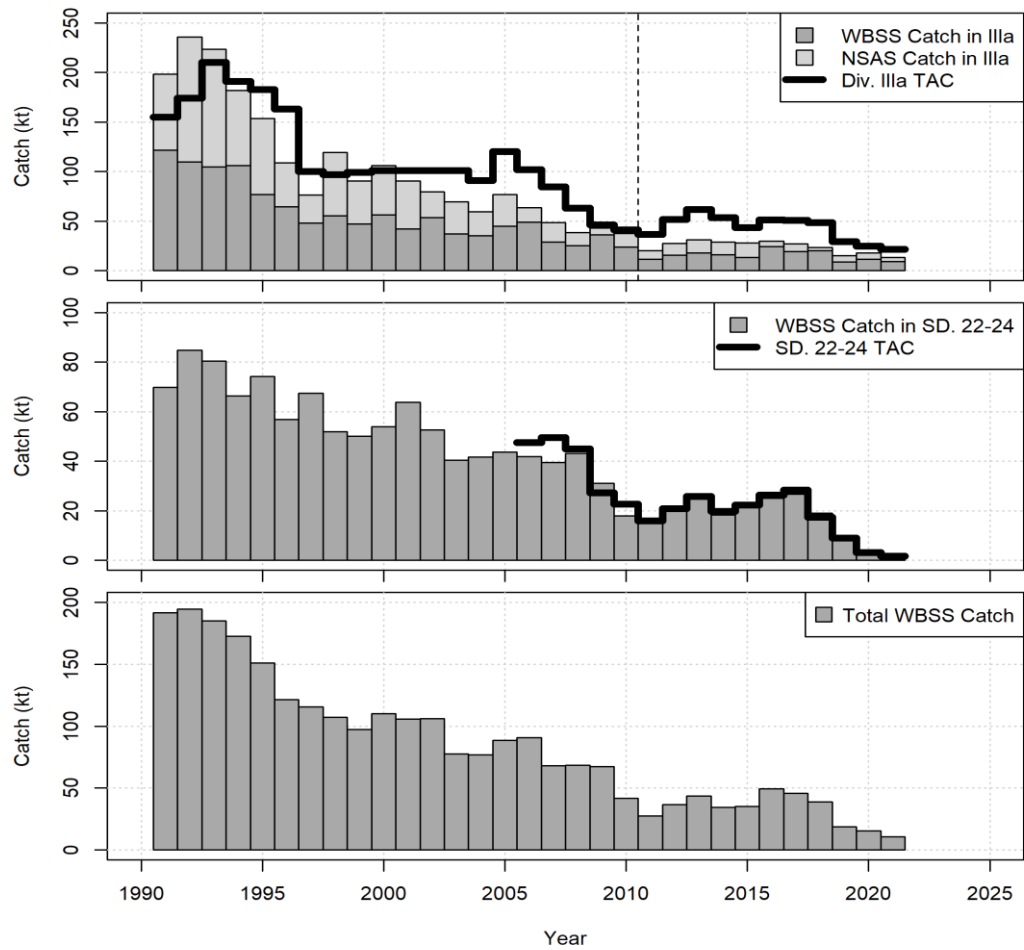 250
200
150
100
50
0
Catch (kt)
WBSS Catch in IIIa
NSAS Catch in IIIa
Div. IIIa TAC
100
80
60
40
20
0
Catch (kt)
WBSS Catch in SD. 22-24
SD. 22-24 TAC
200
150
100
50
0
Catch (kt)
Total WBSS Catch
1990 1995 2000 2005 2010 2015 2020 2025
Year